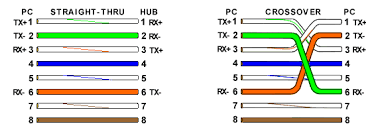 PC STRAIGHT-THRU HUB
TX+ 1 1 RX+
TX- 2 2 RX-
RX+ 3 3 TX+
4 4
5 5
RX- 6 6 TX-
7 7
8 8
PC CROSSOVER PC
TX+ 1 1 TX+
TX- 2 2 TX-
RX+ 3 3 RX+
4 4
5 5
RX- 6 6 RX-
7 7
8 8